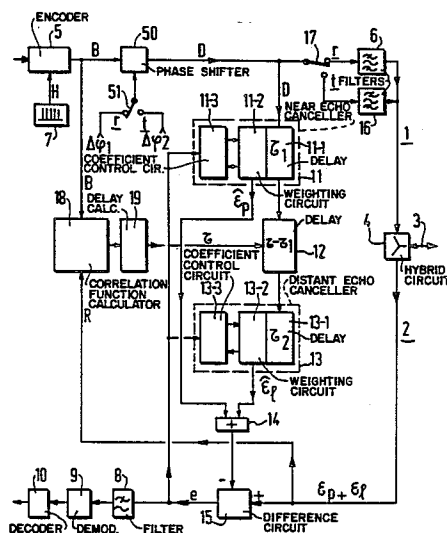 ENCODER
5
B
50
D
PHASE SHIFTER
17
r
6
t
FILTERS
16
H
7
51
r
t
Δφ1
Δφ2
COEFFICIENT
CONTROL CIR.
11-3
11-2
D
NEAR ECHO
CANCELLER
τ1
11-1
DELAY
11
WEIGHTING
CIRCUIT
1
18
B
DELAY CALC.
19
ε̂p
DELAY
τ
τ-τ1
12
4
3
HYBRID
CIRCUIT
COEFFICIENT
CONTROL
CIRCUIT
CORRELATION
FUNCTION
CALCULATOR
R
DISTANT ECHO
CANCELLER
13-3
13-2
13-1
τ2
DELAY
13
2
WEIGHTING
CIRCUIT
ε̂ℓ
+
14
10
9
8
e
-
+
εp + εℓ
DECODER
DEMOD.
FILTER
15
DIFFERENCE
CIRCUIT